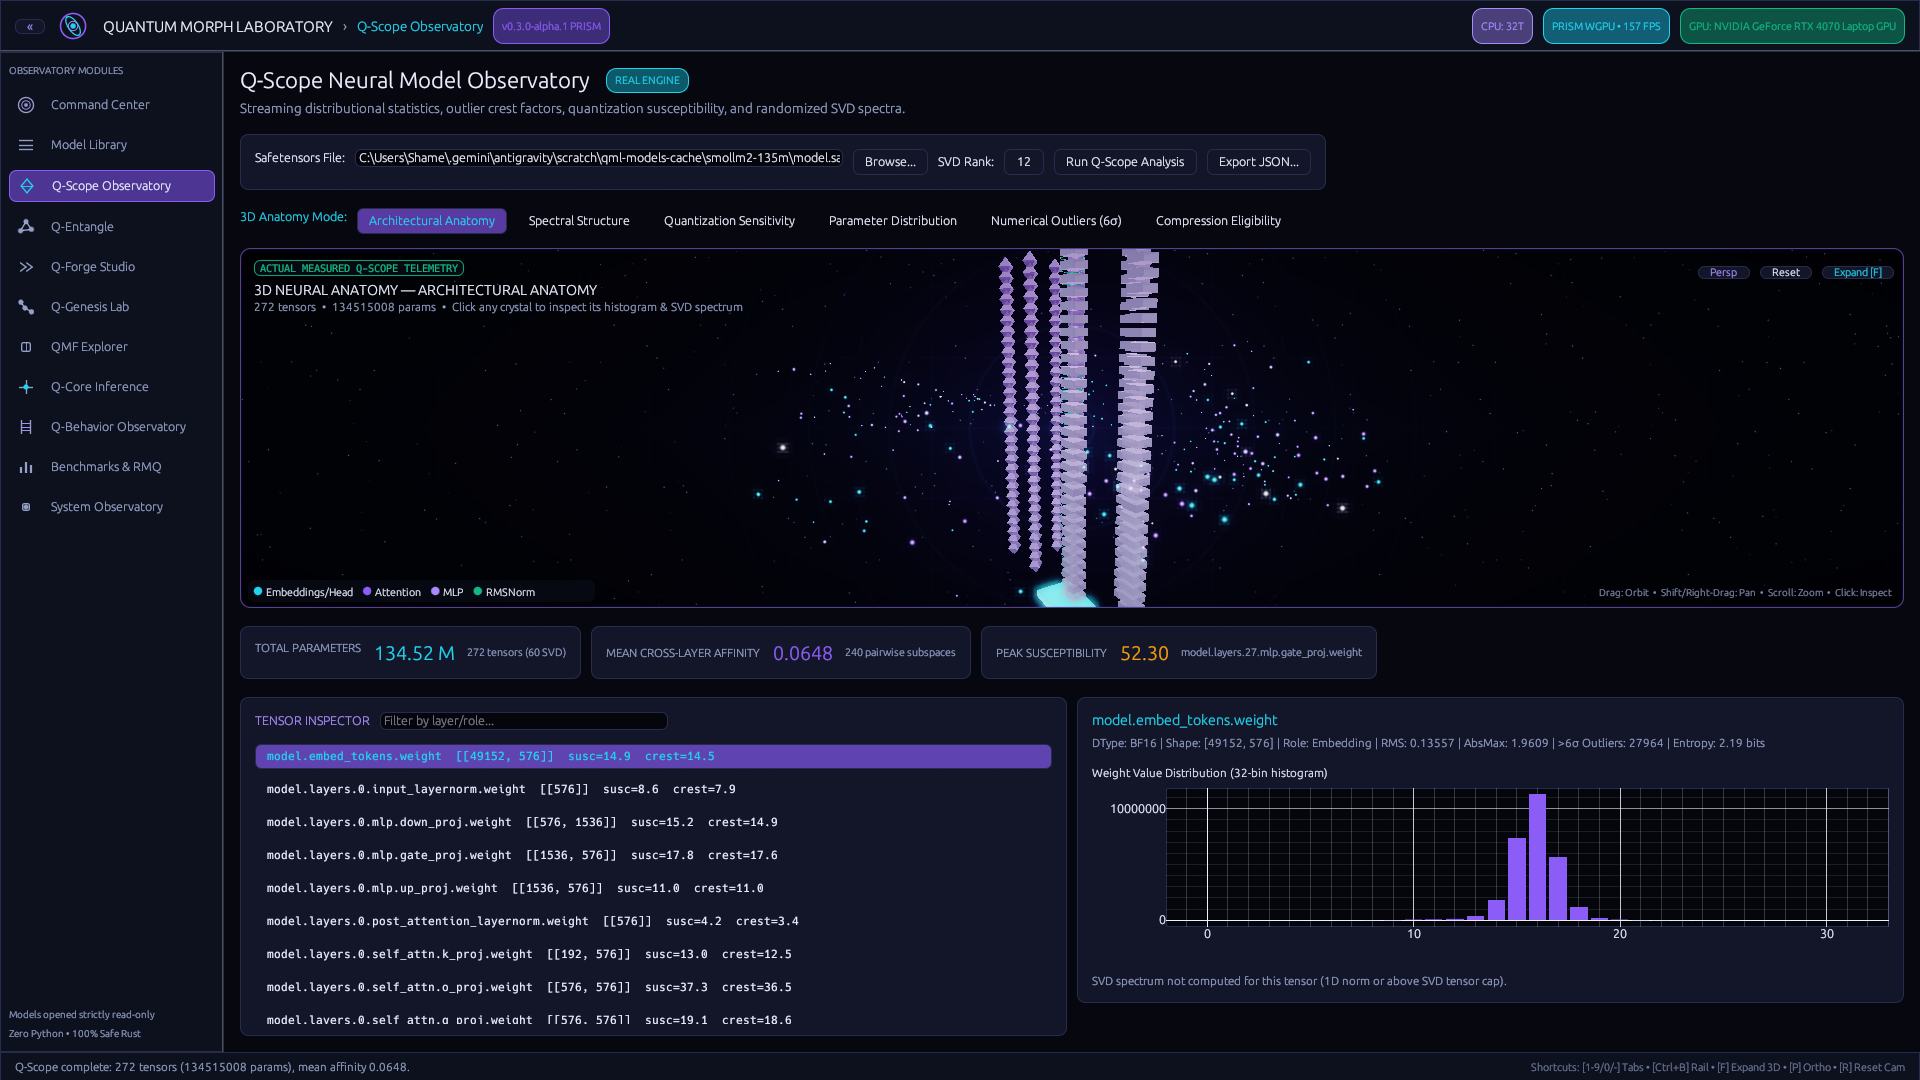 «
QUANTUM MORPH LABORATORY › Q-Scope Observatory v0.3.0-alpha.1 PRISM
CPU: 32T PRISM WGPU • 157 FPS GPU: NVIDIA GeForce RTX 4070 Laptop GPU
OBSERVATORY MODULES
Command Center
Model Library
Q-Scope Observatory
Q-Entangle
Q-Forge Studio
Q-Genesis Lab
QMF Explorer
Q-Core Inference
Q-Behavior Observatory
Benchmarks & RMQ
System Observatory
Models opened strictly read-only
Zero Python • 100% Safe Rust
Q-Scope Neural Model Observatory REAL ENGINE
Streaming distributional statistics, outlier crest factors, quantization susceptibility, and randomized SVD spectra.
Safetensors File: C:\Users\Shame\.gemini\antigravity\scratch\qml-models-cache\smollm2-135m\model.sa Browse... SVD Rank: 12 Run Q-Scope Analysis Export JSON...
3D Anatomy Mode: Architectural Anatomy Spectral Structure Quantization Sensitivity Parameter Distribution Numerical Outliers (6σ) Compression Eligibility
ACTUAL MEASURED Q-SCOPE TELEMETRY
3D NEURAL ANATOMY — ARCHITECTURAL ANATOMY
272 tensors • 134515008 params • Click any crystal to inspect its histogram & SVD spectrum
Persp Reset Expand [F]
Embeddings/Head Attention MLP RMSNorm
Drag: Orbit • Shift/Right-Drag: Pan • Scroll: Zoom • Click: Inspect
TOTAL PARAMETERS 134.52 M 272 tensors (60 SVD)
MEAN CROSS-LAYER AFFINITY 0.0648 240 pairwise subspaces
PEAK SUSCEPTIBILITY 52.30 model.layers.27.mlp.gate_proj.weight
TENSOR INSPECTOR Filter by layer/role...
model.embed_tokens.weight [[49152, 576]] susc=14.9 crest=14.5
model.layers.0.input_layernorm.weight [[576]] susc=8.6 crest=7.9
model.layers.0.mlp.down_proj.weight [[576, 1536]] susc=15.2 crest=14.9
model.layers.0.mlp.gate_proj.weight [[1536, 576]] susc=17.8 crest=17.6
model.layers.0.mlp.up_proj.weight [[1536, 576]] susc=11.0 crest=11.0
model.layers.0.post_attention_layernorm.weight [[576]] susc=4.2 crest=3.4
model.layers.0.self_attn.k_proj.weight [[192, 576]] susc=13.0 crest=12.5
model.layers.0.self_attn.o_proj.weight [[576, 576]] susc=37.3 crest=36.5
model.layers.0.self_attn.q_proj.weight [[576, 576]] susc=19.1 crest=18.6
model.embed_tokens.weight
DType: BF16 | Shape: [49152, 576] | Role: Embedding | RMS: 0.13557 | AbsMax: 1.9609 | >6σ Outliers: 27964 | Entropy: 2.19 bits
Weight Value Distribution (32-bin histogram)
10000000
0
0 10 20 30
SVD spectrum not computed for this tensor (1D norm or above SVD tensor cap).
Q-Scope complete: 272 tensors (134515008 params), mean affinity 0.0648.
Shortcuts: [1-9/0/-] Tabs • [Ctrl+B] Rail • [F] Expand 3D • [P] Ortho • [R] Reset Cam